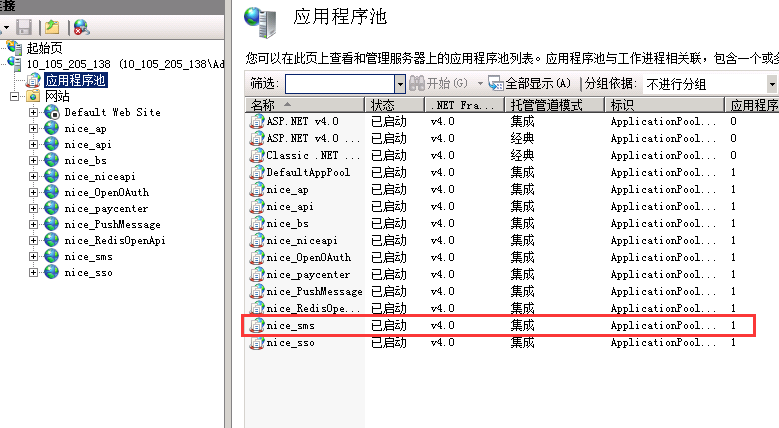 连接
起始页
10_105_205_138 (10_105_205_138\Ad
应用程序池
网站
Default Web Site
nice_ap
nice_api
nice_bs
nice_niceapi
nice_OpenOAuth
nice_paycenter
nice_PushMessage
nice_RedisOpenApi
nice_sms
nice_sso
应用程序池
您可以在此页上查看和管理服务器上的应用程序池列表。应用程序池与工作进程相关联，包含一个或多
筛选: 开始(G) 全部显示(A) 分组依据: 不进行分组
名称 状态 .NET Fra... 托管管道模式 标识 应用程序
ASP.NET v4.0 已启动 v4.0 集成 ApplicationPool... 0
ASP.NET v4.0 ... 已启动 v4.0 经典 ApplicationPool... 0
Classic .NET ... 已启动 v4.0 经典 ApplicationPool... 0
DefaultAppPool 已启动 v4.0 集成 ApplicationPool... 1
nice_ap 已启动 v4.0 集成 ApplicationPool... 1
nice_api 已启动 v4.0 集成 ApplicationPool... 1
nice_bs 已启动 v4.0 集成 ApplicationPool... 1
nice_niceapi 已启动 v4.0 集成 ApplicationPool... 1
nice_OpenOAuth 已启动 v4.0 集成 ApplicationPool... 1
nice_paycenter 已启动 v4.0 集成 ApplicationPool... 1
nice_PushMessage 已启动 v4.0 集成 ApplicationPool... 1
nice_RedisOpe... 已启动 v4.0 集成 ApplicationPool... 1
nice_sms 已启动 v4.0 集成 ApplicationPool... 1
nice_sso 已启动 v4.0 集成 ApplicationPool... 1